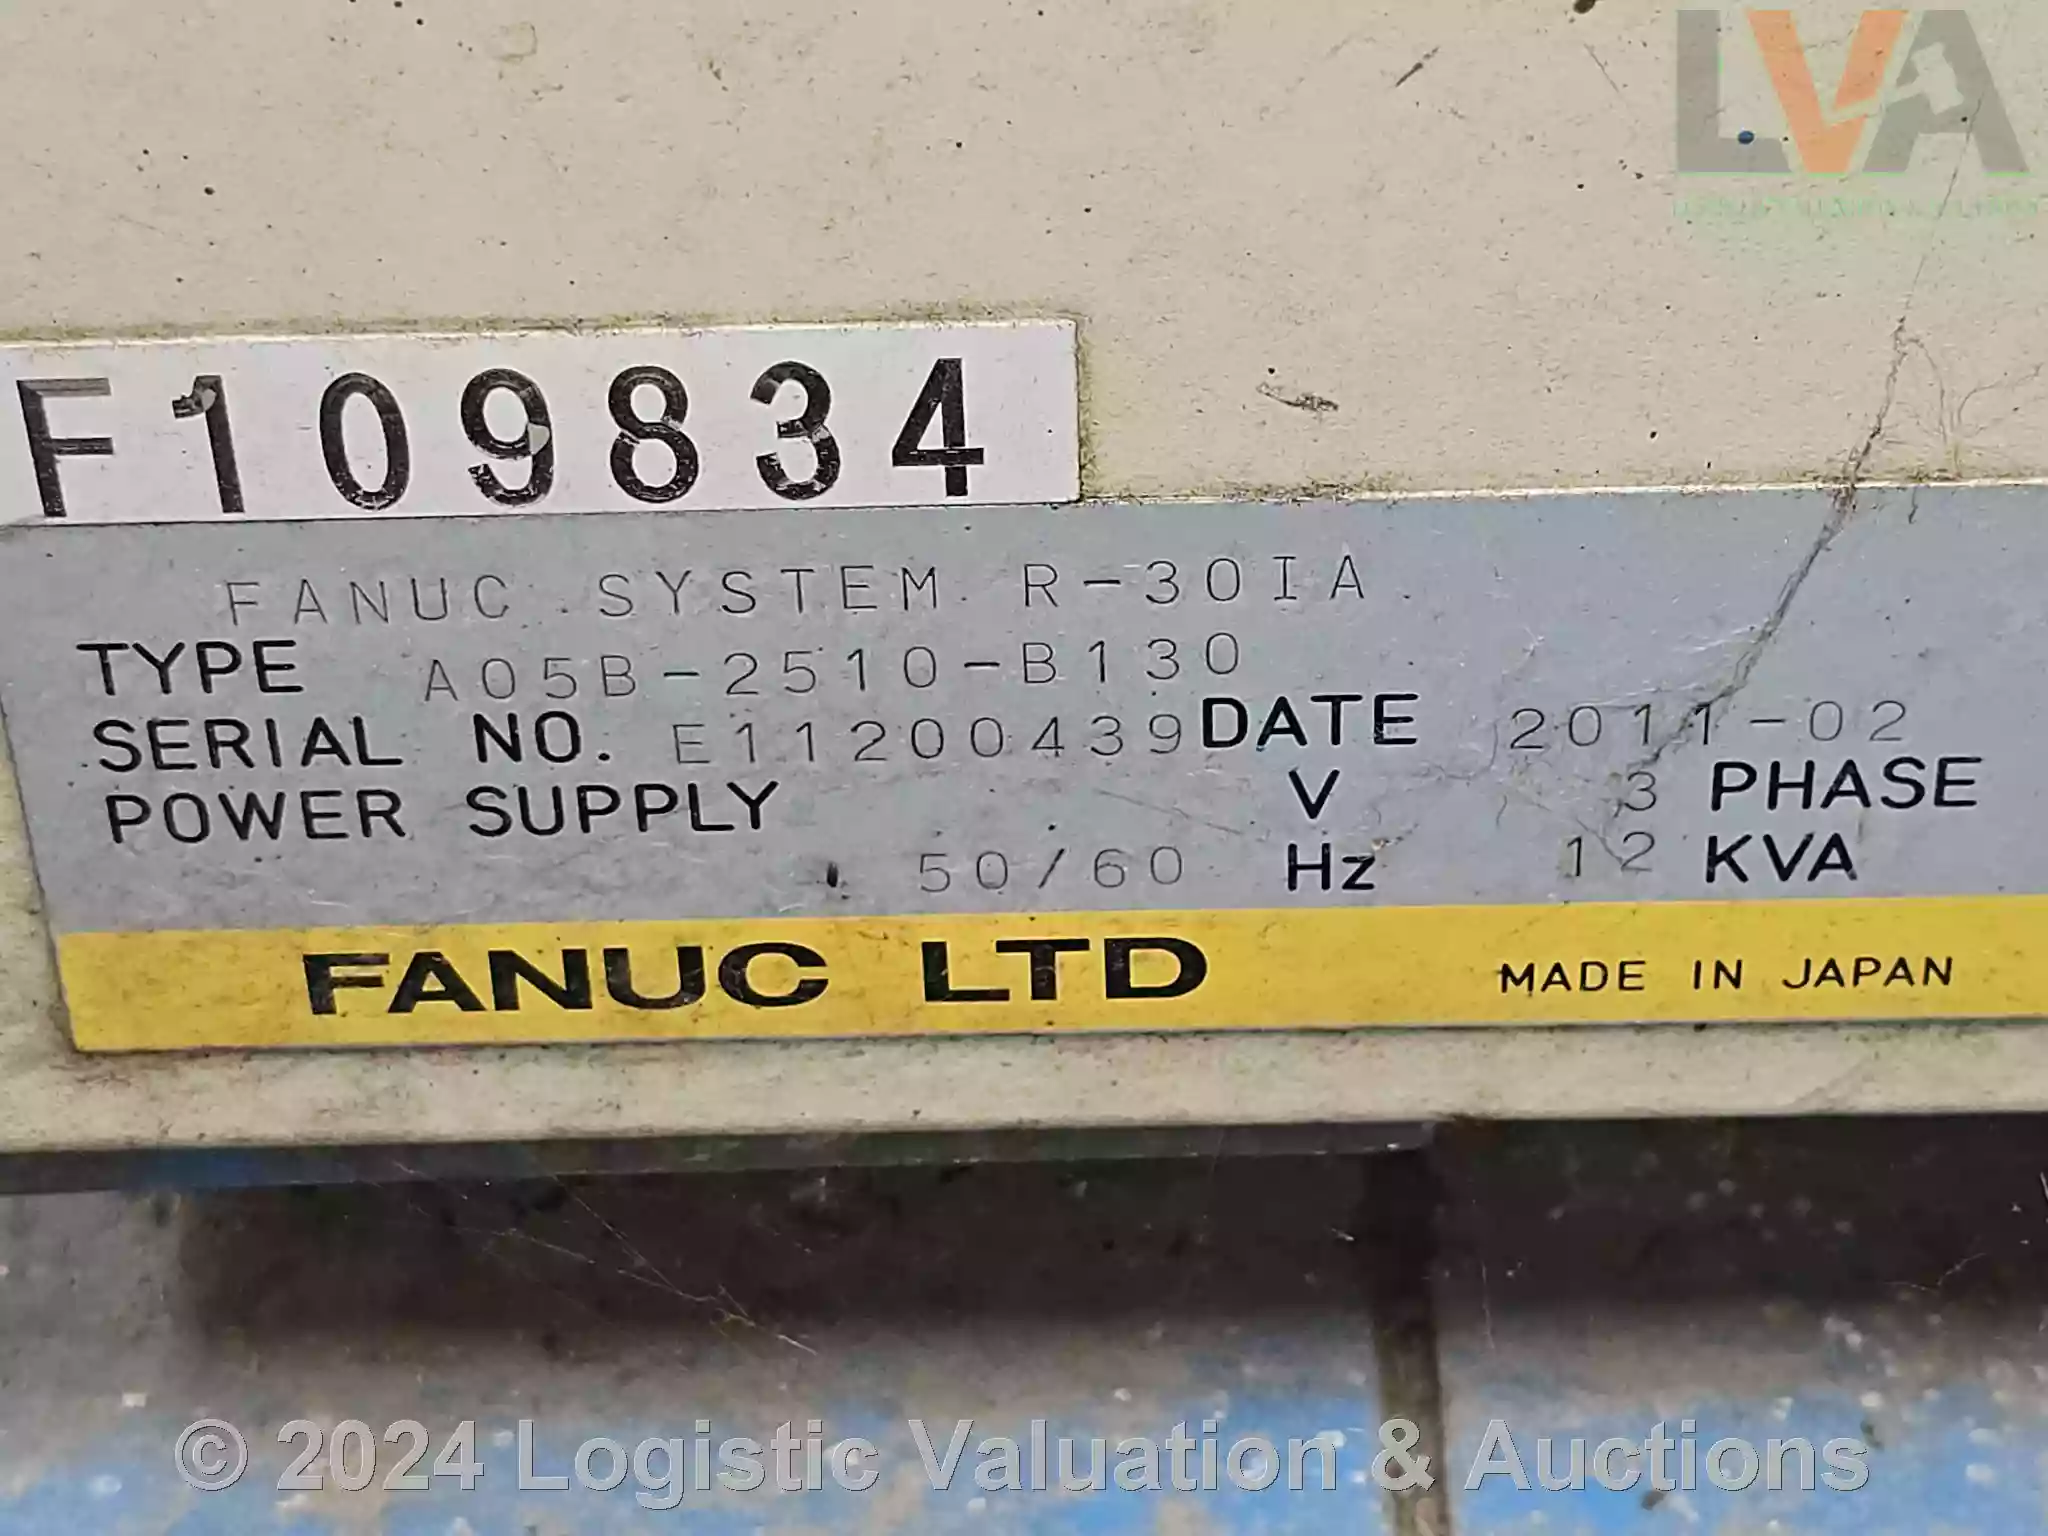 LVA
F109834
FANUC SYSTEM R-30IA
TYPE A05B-2510-B130
SERIAL NO. E11200439 DATE 2011-02
POWER SUPPLY V 3 PHASE
50/60 Hz 12 KVA
FANUC LTD MADE IN JAPAN
© 2024 Logistic Valuation & Auctions